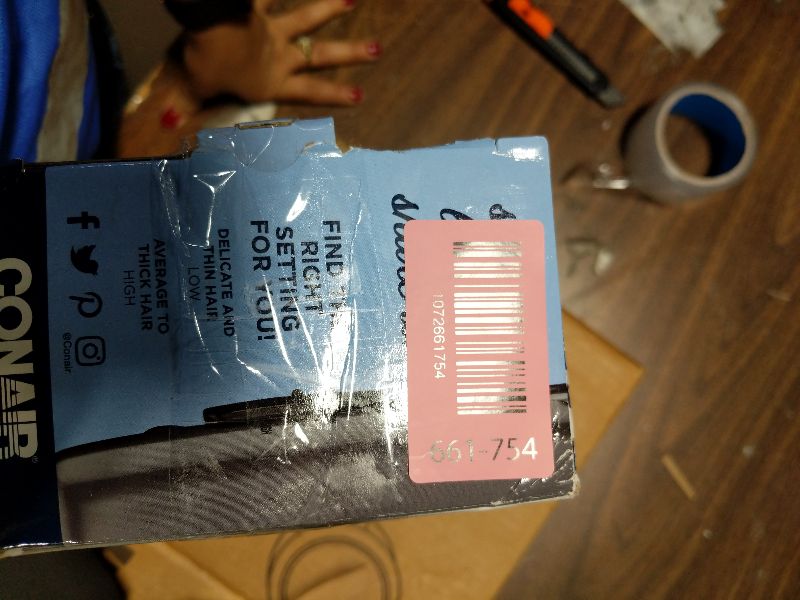 FIND
RIGHT
SETTING
FOR YOU!
DELICATE AND
THIN HAIR
LOW
AVERAGE TO
THICK HAIR
HIGH
@Conair
CONAIR®
1072661754
661-754